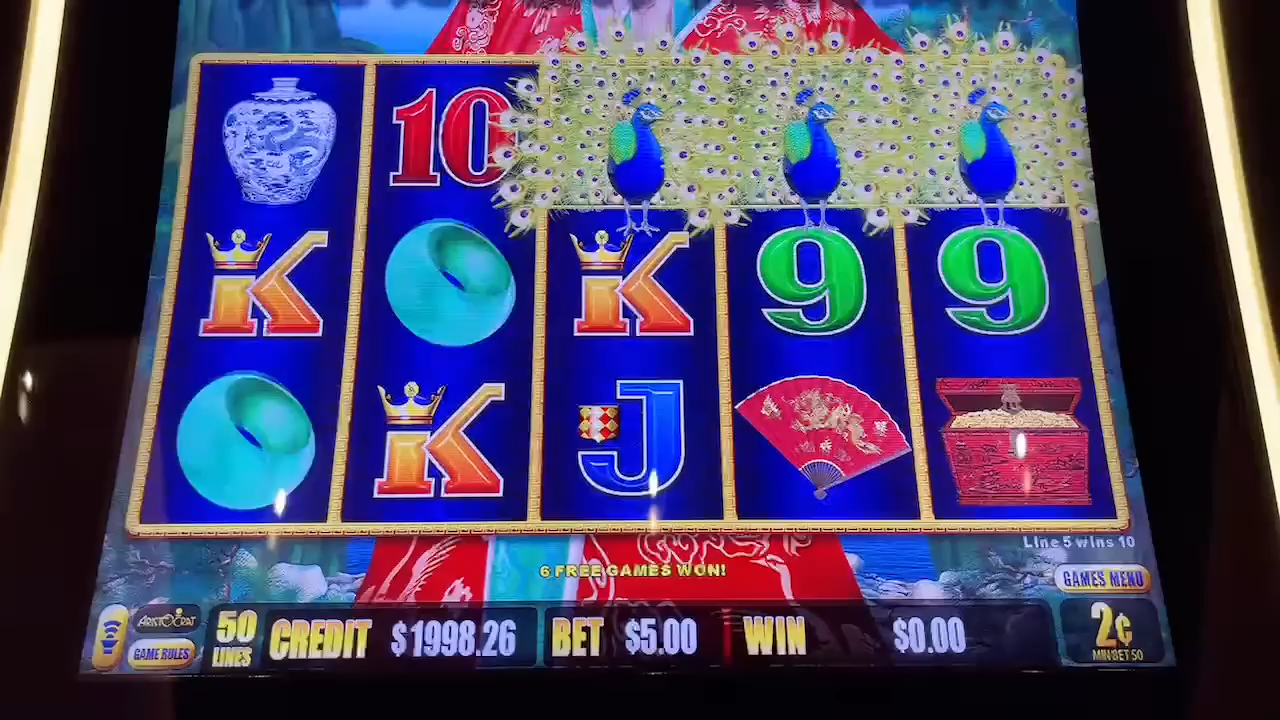 10
K
K
9
9
K
J
Line 5 wins 10
6 FREE GAMES WON!
GAMES MENU
ARISTOCRAT
GAME RULES
50 LINES
CREDIT $1998.26
BET $5.00
WIN $0.00
2¢
MIN BET 50